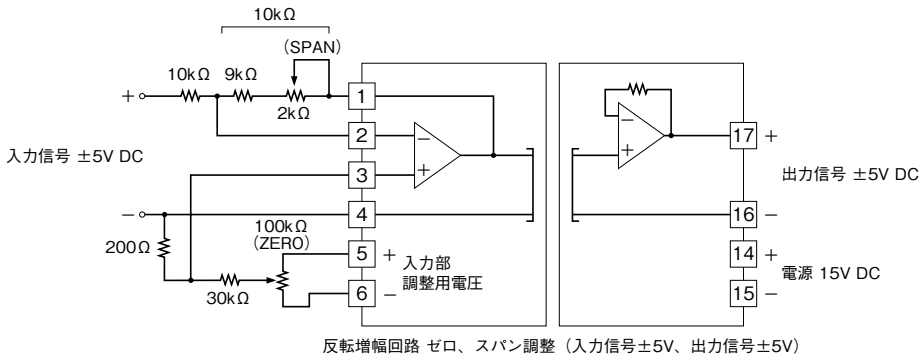 10kΩ
(SPAN)
10kΩ
9kΩ
2kΩ
+
1
2
3
4
5
6
−
+
入力信号 ±5V DC
−
200Ω
100kΩ
(ZERO)
30kΩ
+
−
入力部
調整用電圧
−
+
17
+
出力信号 ±5V DC
16
−
14
+
電源 15V DC
15
−
反転増幅回路 ゼロ、スパン調整（入力信号±5V、出力信号±5V）